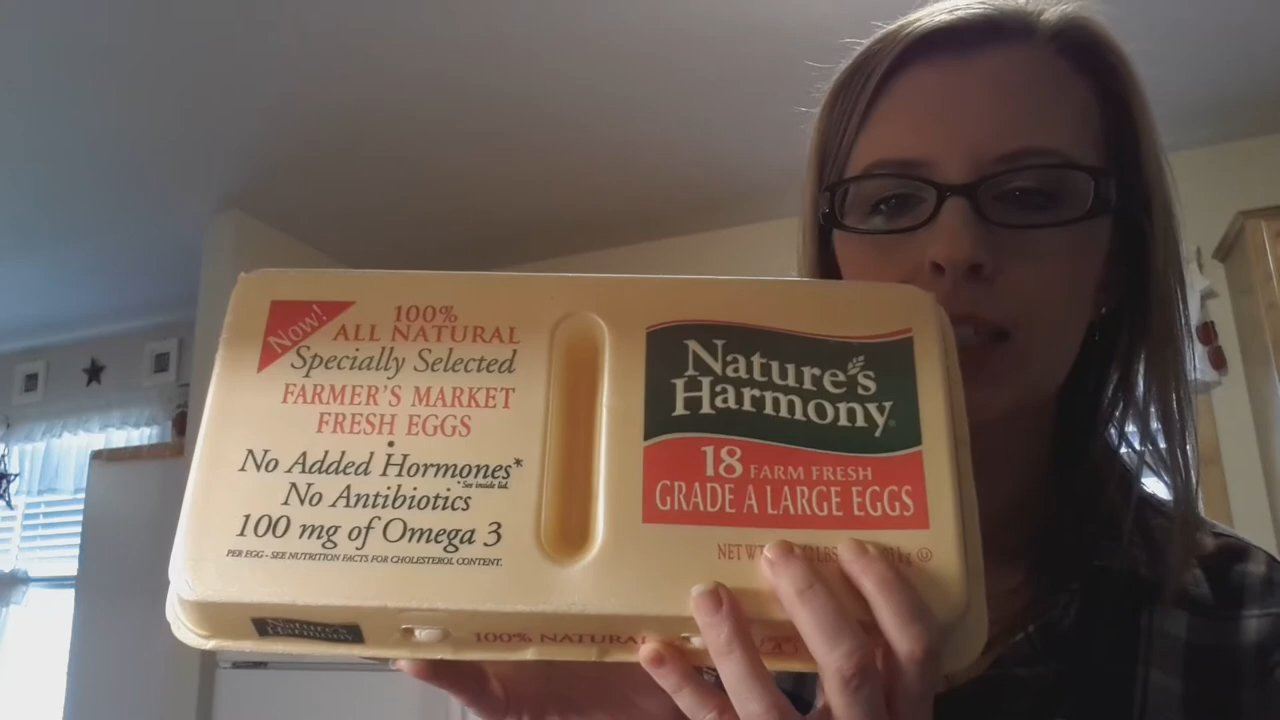 Now!
100%
ALL NATURAL
Specially Selected
FARMER'S MARKET
FRESH EGGS
No Added Hormones*
*See inside lid.
No Antibiotics
100 mg of Omega 3
PER EGG - SEE NUTRITION FACTS FOR CHOLESTEROL CONTENT.
Nature's
Harmony
18 FARM FRESH
GRADE A LARGE EGGS
NET
LBS
Nature's
Harmony
100% NATURAL